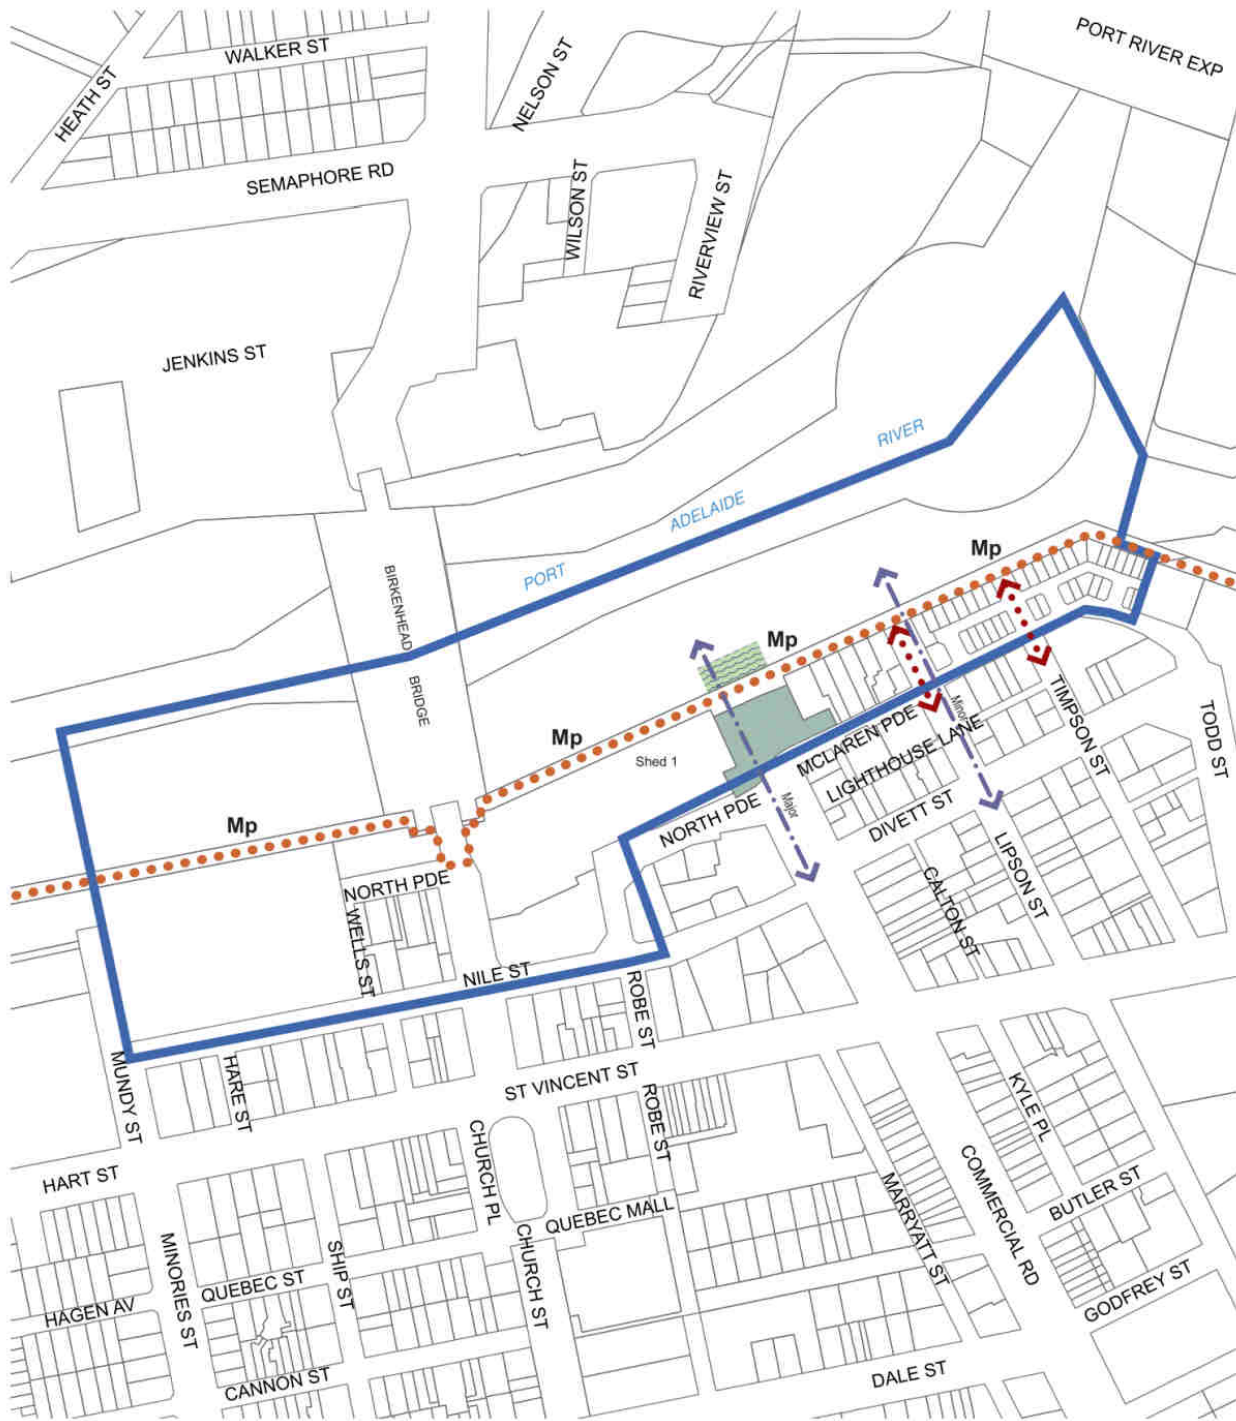 PORT RIVER EXP
WALKER ST
HEATH ST
NELSON ST
SEMAPHORE RD
WILSON ST
RIVERVIEW ST
JENKINS ST
RIVER
ADELAIDE
PORT
BIRKENHEAD
BRIDGE
Mp
Mp
Mp
Mp
Shed 1
Minor
Major
MCLAREN PDE
LIGHTHOUSE LANE
TIMPSON ST
TODD ST
NORTH PDE
DIVETT ST
LIPSON ST
CALTON ST
NORTH PDE
WELLS ST
NILE ST
ROBE ST
MUNDY ST
HARE ST
ST VINCENT ST
ROBE ST
KYLE PL
CHURCH PL
HART ST
COMMERCIAL RD
MARRYATT ST
BUTLER ST
QUEBEC MALL
MINORIES ST
SHIP ST
CHURCH ST
QUEBEC ST
HAGEN AV
GODFREY ST
CANNON ST
DALE ST